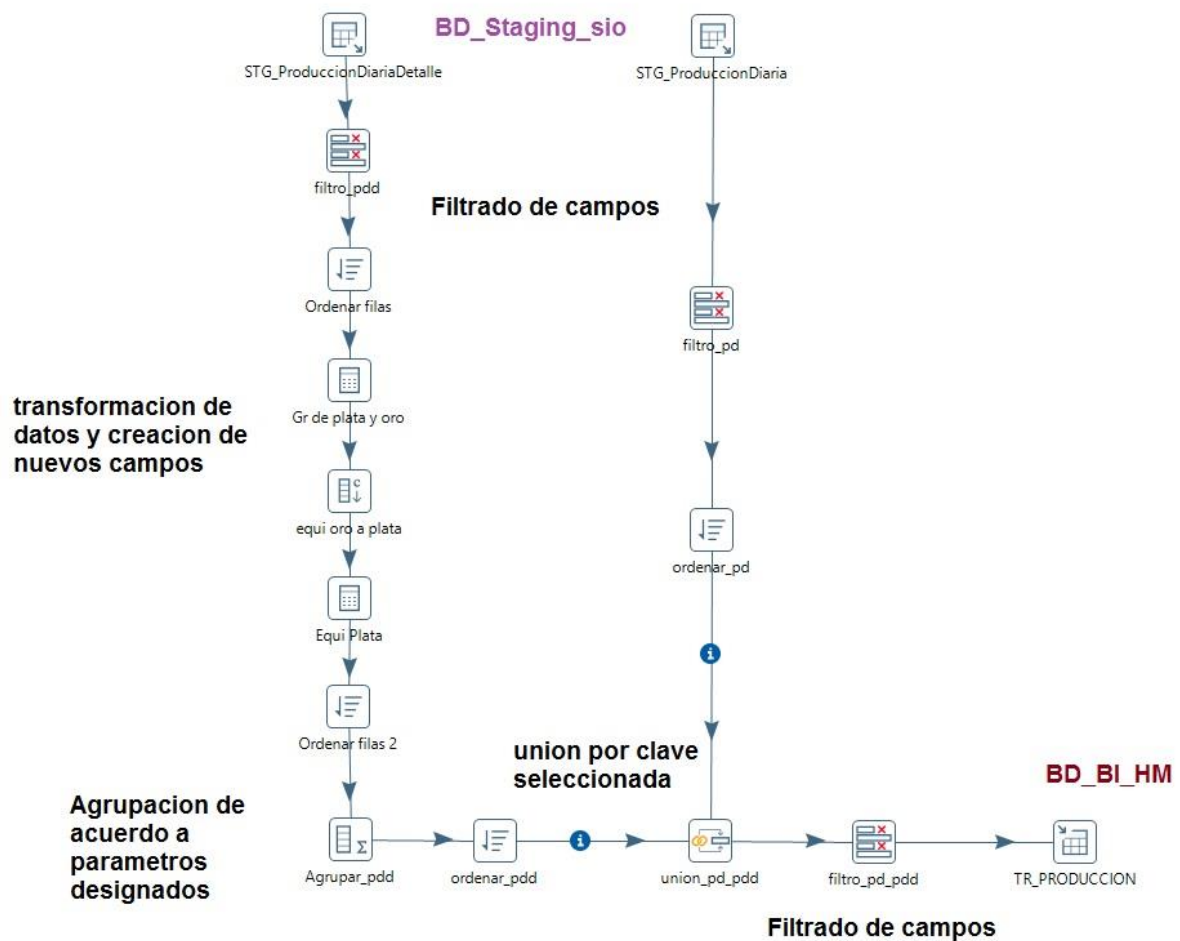 BD_Staging_sio
STG_ProduccionDiariaDetalle
STG_ProduccionDiaria
filtro_pdd
Filtrado de campos
Ordenar filas
filtro_pd
transformacion de
datos y creacion de
nuevos campos
Gr de plata y oro
equi oro a plata
ordenar_pd
Equi Plata
Ordenar filas 2
union por clave
seleccionada
BD_BI_HM
Agrupacion de
acuerdo a
parametros
designados
Agrupar_pdd
ordenar_pdd
union_pd_pdd
filtro_pd_pdd
TR_PRODUCCION
Filtrado de campos